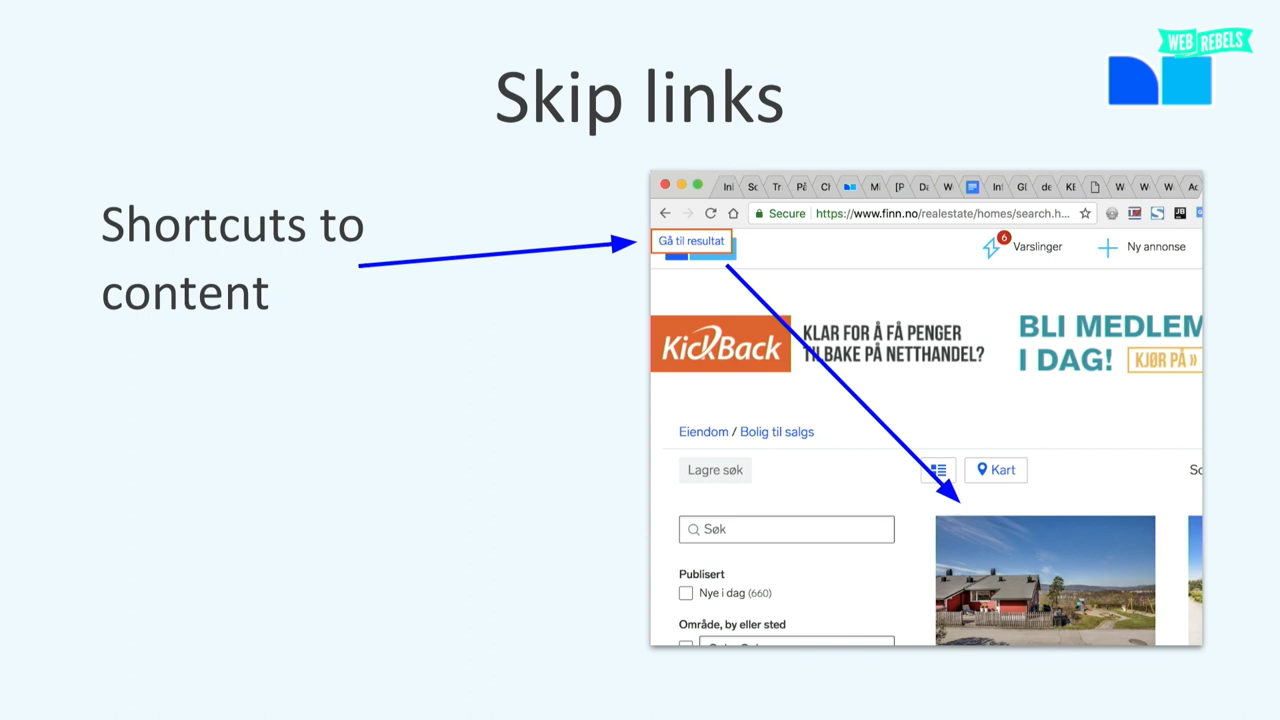 WEB REBELS
Skip links
Shortcuts to
content
Secure
https://www.finn.no/realestate/homes/search.h...
Gå til resultat
6
Varslinger
Ny annonse
KickBack
KLAR FOR Å FÅ PENGER
TILBAKE PÅ NETTHANDEL?
BLI MEDLEM
I DAG!
KJØR PÅ »
Eiendom / Bolig til salgs
Lagre søk
Kart
Søk
Publisert
Nye i dag (660)
Område, by eller sted